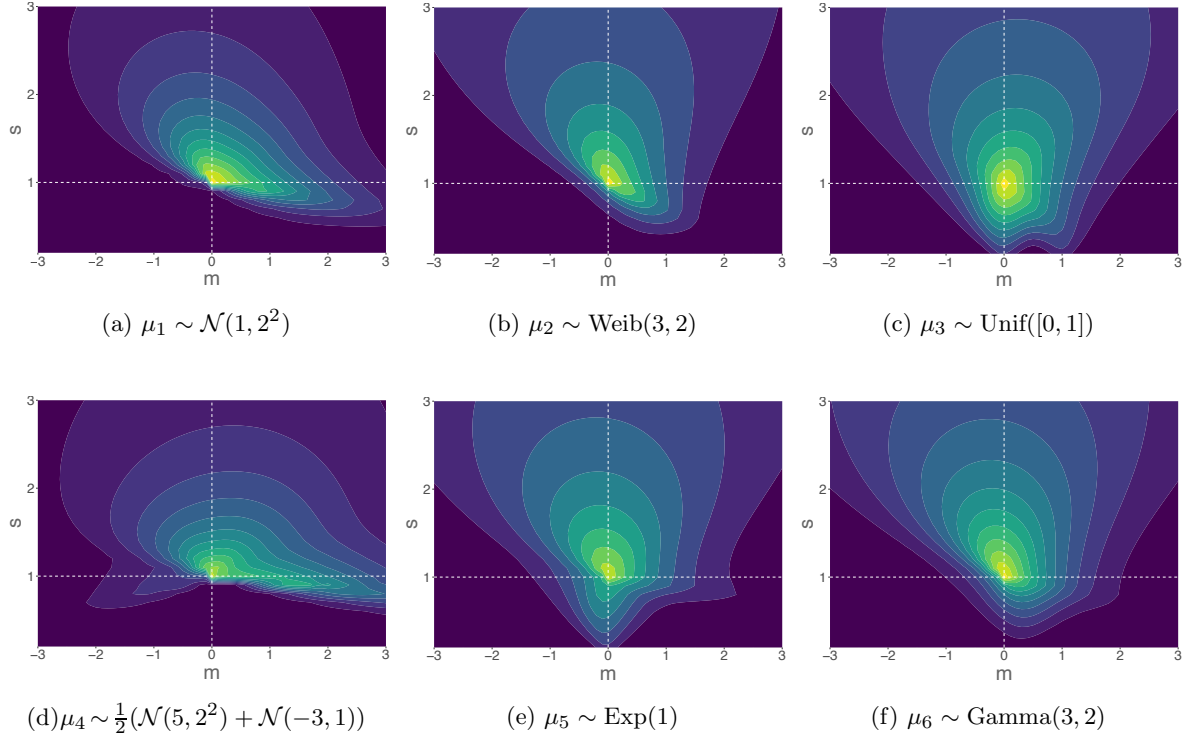 3 3 3
2 2 2
s s s
1 1 1
−3 −2 −1 0 1 2 3 −3 −2 −1 0 1 2 3 −3 −2 −1 0 1 2 3
m m m
(a) μ₁ ∼ 𝒩(1, 2²) (b) μ₂ ∼ Weib(3, 2) (c) μ₃ ∼ Unif([0, 1])
3 3 3
2 2 2
s s s
1 1 1
−3 −2 −1 0 1 2 3 −3 −2 −1 0 1 2 3 −3 −2 −1 0 1 2 3
m m m
(d) μ₄ ∼ ½(𝒩(5, 2²) + 𝒩(−3, 1)) (e) μ₅ ∼ Exp(1) (f) μ₆ ∼ Gamma(3, 2)